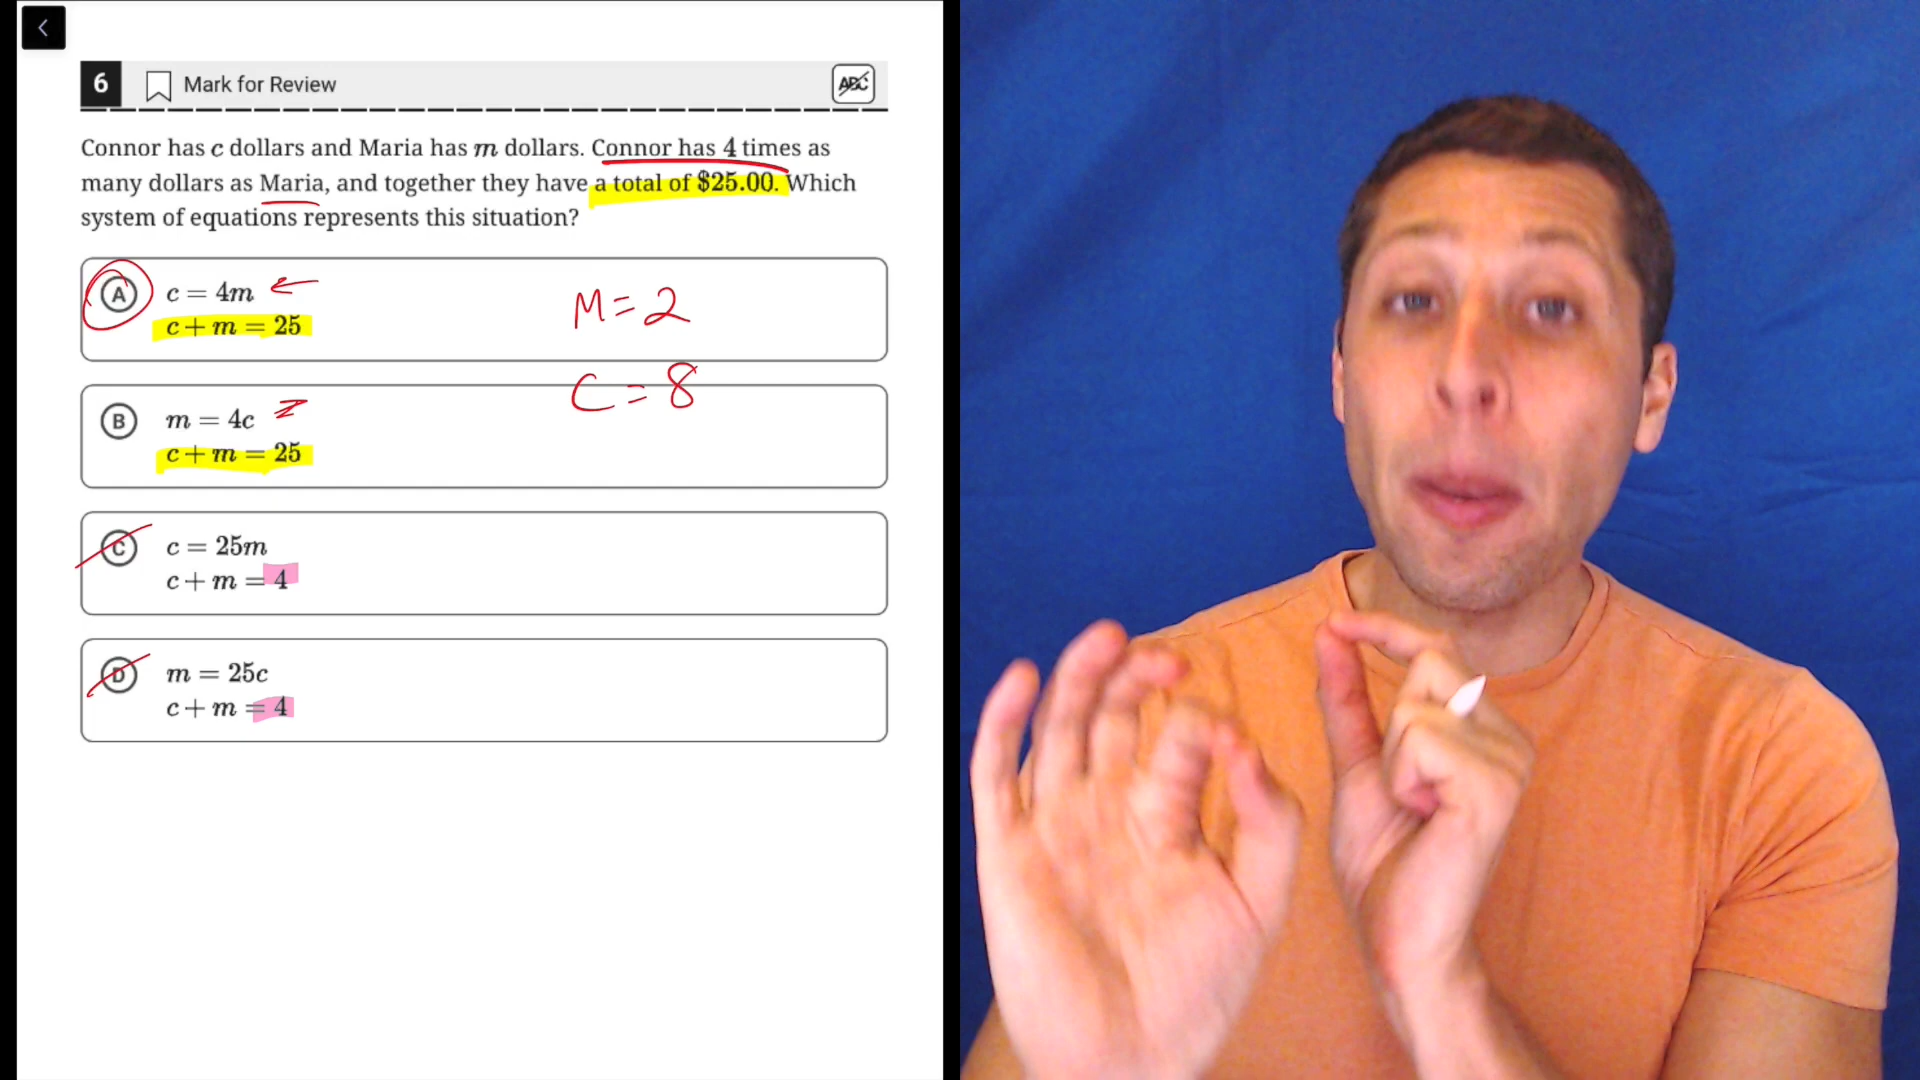 6 Mark for Review ABC
Connor has c dollars and Maria has m dollars. Connor has 4 times as
many dollars as Maria, and together they have a total of $25.00. Which
system of equations represents this situation?
A c = 4m
c + m = 25
M = 2
C = 8
B m = 4c
c + m = 25
C c = 25m
c + m = 4
D m = 25c
c + m = 4